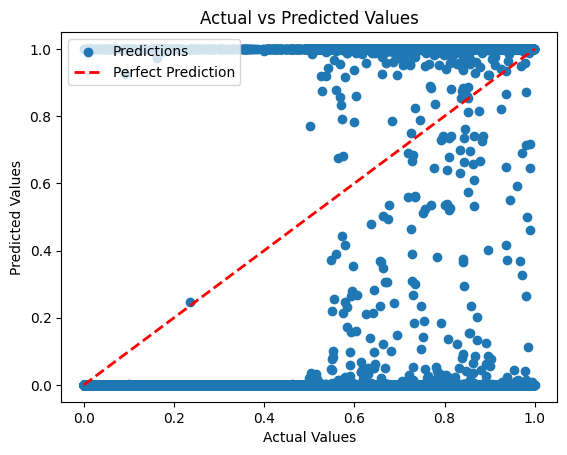 Actual vs Predicted Values
Predictions
Perfect Prediction
Predicted Values
1.0
0.8
0.6
0.4
0.2
0.0
0.0 0.2 0.4 0.6 0.8 1.0
Actual Values